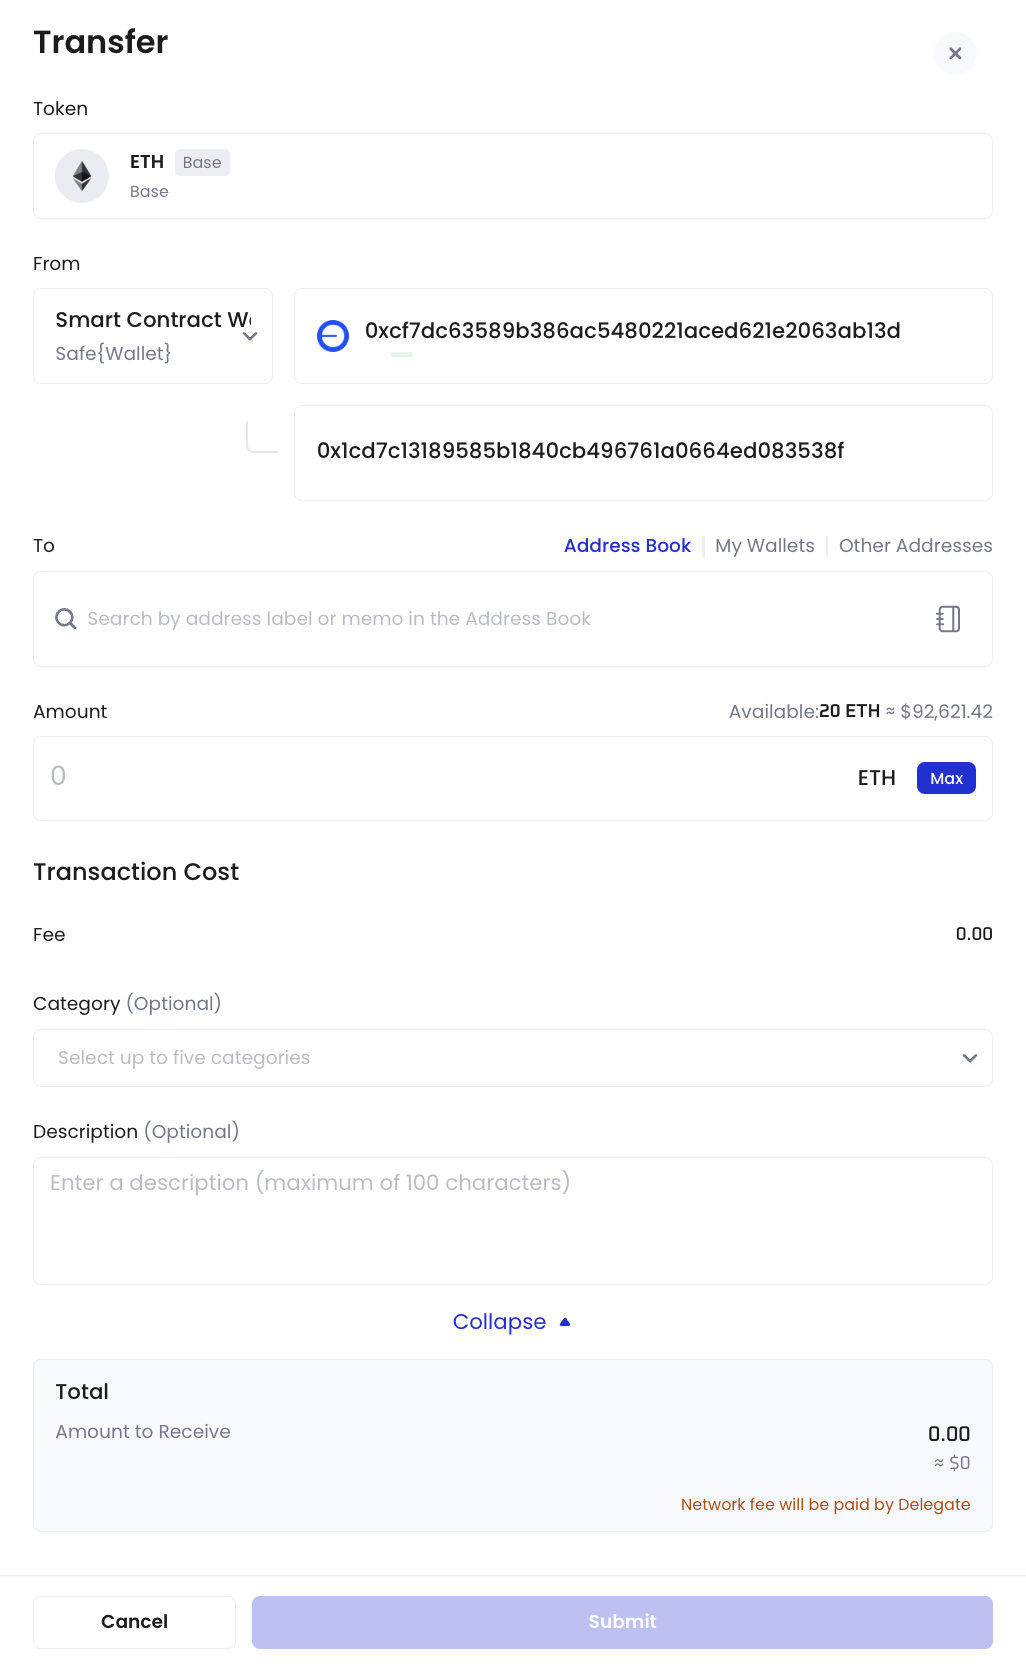 Transfer
Token
ETH Base
Base
From
Smart Contract W
Safe{Wallet}
0xcf7dc63589b386ac5480221aced621e2063ab13d
0x1cd7c13189585b1840cb496761a0664ed083538f
To
Address Book | My Wallets | Other Addresses
Search by address label or memo in the Address Book
Amount
Available:20 ETH ≈ $92,621.42
0
ETH Max
Transaction Cost
Fee
0.00
Category (Optional)
Select up to five categories
Description (Optional)
Enter a description (maximum of 100 characters)
Collapse
Total
Amount to Receive
0.00
≈ $0
Network fee will be paid by Delegate
Cancel
Submit